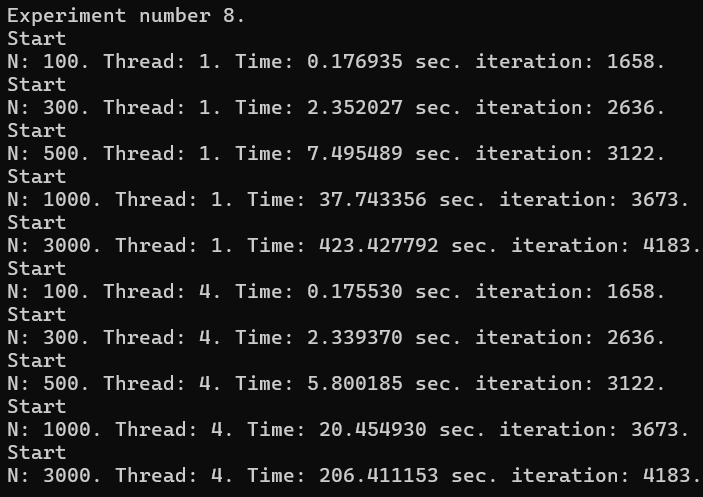 Experiment number 8.
Start
N: 100. Thread: 1. Time: 0.176935 sec. iteration: 1658.
Start
N: 300. Thread: 1. Time: 2.352027 sec. iteration: 2636.
Start
N: 500. Thread: 1. Time: 7.495489 sec. iteration: 3122.
Start
N: 1000. Thread: 1. Time: 37.743356 sec. iteration: 3673.
Start
N: 3000. Thread: 1. Time: 423.427792 sec. iteration: 4183.
Start
N: 100. Thread: 4. Time: 0.175530 sec. iteration: 1658.
Start
N: 300. Thread: 4. Time: 2.339370 sec. iteration: 2636.
Start
N: 500. Thread: 4. Time: 5.800185 sec. iteration: 3122.
Start
N: 1000. Thread: 4. Time: 20.454930 sec. iteration: 3673.
Start
N: 3000. Thread: 4. Time: 206.411153 sec. iteration: 4183.